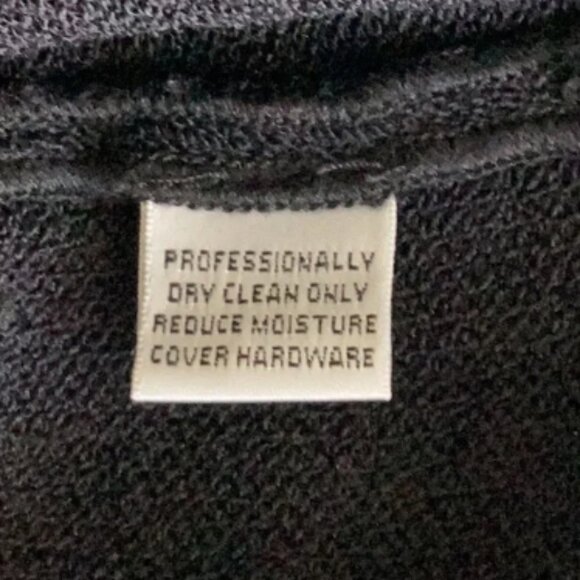 PROFESSIONALLY
DRY CLEAN ONLY
REDUCE MOISTURE
COVER HARDWARE